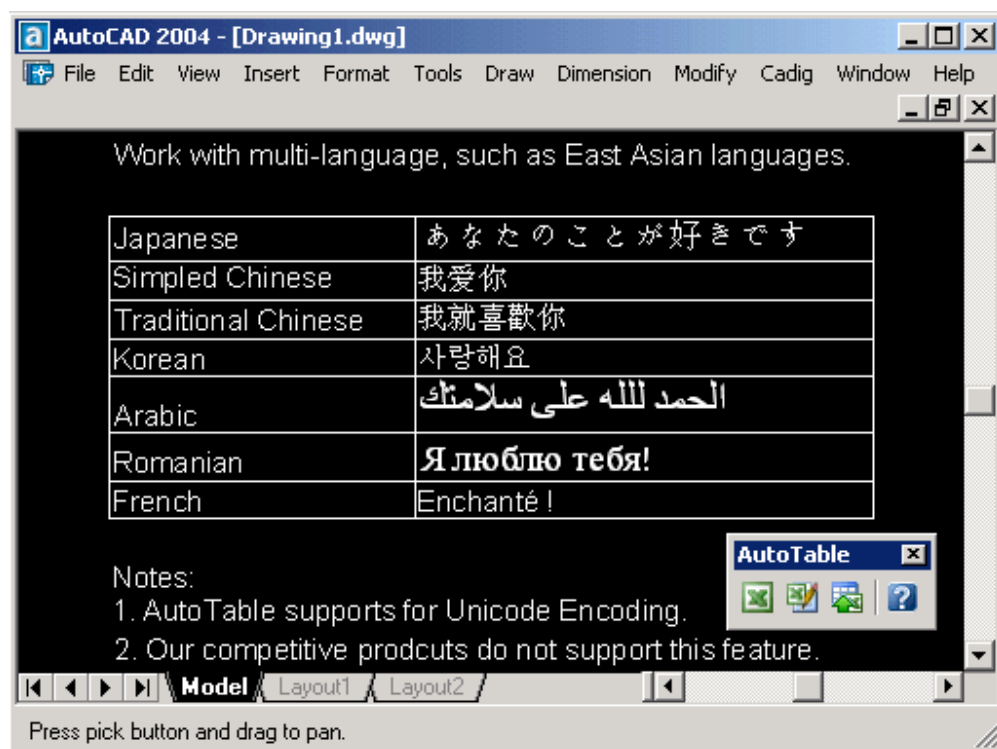 AutoCAD 2004 - [Drawing1.dwg]
File Edit View Insert Format Tools Draw Dimension Modify Cadig Window Help
Work with multi-language, such as East Asian languages.
Japanese あなたのことが好きです
Simpled Chinese 我爱你
Traditional Chinese 我就喜歡你
Korean 사랑해요
Arabic الحمد لللہ على سلامتك
Romanian Я люблю тебя!
French Enchanté !
AutoTable
Notes:
1. AutoTable supports for Unicode Encoding.
2. Our competitive prodcuts do not support this feature.
Model Layout1 Layout2
Press pick button and drag to pan.